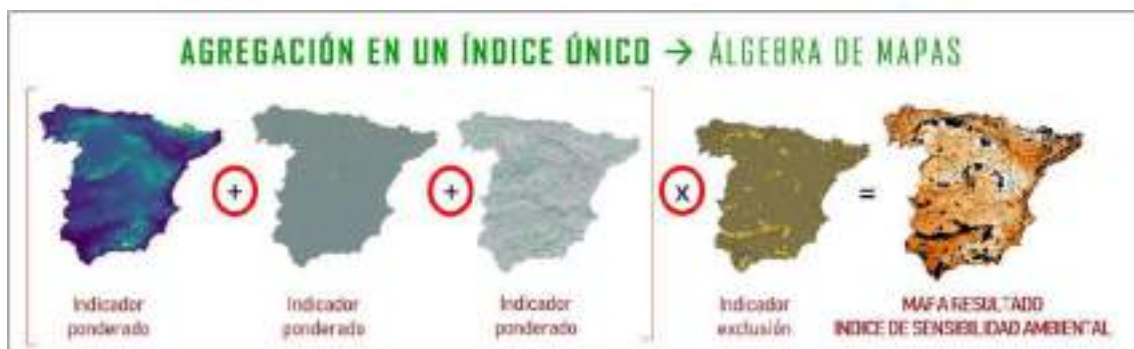 AGREGACIÓN EN UN ÍNDICE ÚNICO → ÁLGEBRA DE MAPAS
+
+
x
=
Indicador
ponderado
Indicador
ponderado
Indicador
ponderado
Indicador
exclusión
MAPA RESULTADO
INDICE DE SENSIBILIDAD AMBIENTAL